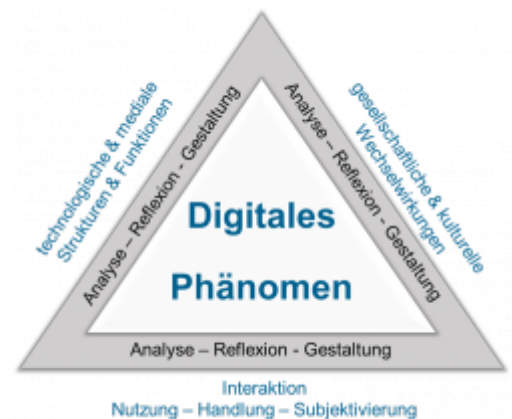 technologische & mediale
Strukturen & Funktionen
Analyse – Reflexion - Gestaltung
gesellschaftliche & kulturelle
Wechselwirkungen
Analyse – Reflexion - Gestaltung
Digitales
Phänomen
Analyse – Reflexion - Gestaltung
Interaktion
Nutzung – Handlung – Subjektivierung